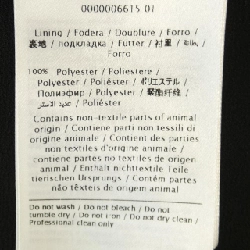 0000006615 07
Lining / Fodera / Doublure / Forro /
裏地 / подкладка / Futter / 衬里 /
Forro
100% Polyester / Poliestere /
Polyester / Poliéster / ポリエステル /
Полиэфир / Polyester / 聚酯纤维 /
Poliéster /
Contains non-textile parts of animal
origin / Contiene parti non tessili di
origine animale / Contient des parties
non textiles d'origine animale /
contiene partes no textiles de origen
animal / Enthält nichttextile Teile
tierischen Ursprungs / Contém partes
não têxteis de origem animal
Do not wash / Do not bleach / Do not
tumble dry / Do not iron / Do not dry clean /
Professional clean only